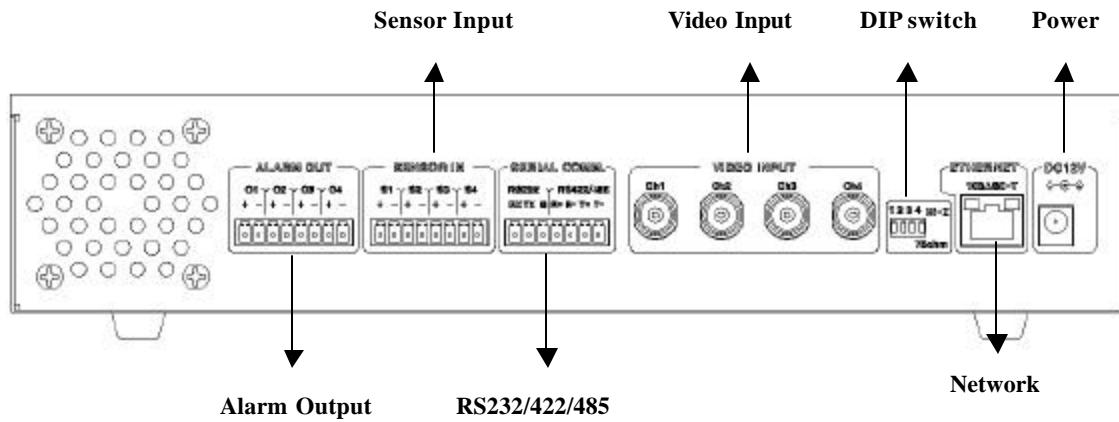 Sensor Input Video Input DIP switch Power
ALARM OUT SENSOR IN SERIAL COMM. VIDEO INPUT ETHERNET DC12V
O1 O2 O3 O4 S1 S2 S3 S4 RS232 RS422/485 Ch1 Ch2 Ch3 Ch4
+ - + - + - + - + - + - + - + -
1 2 3 4 Hi-Z
75ohm
Network
Alarm Output RS232/422/485